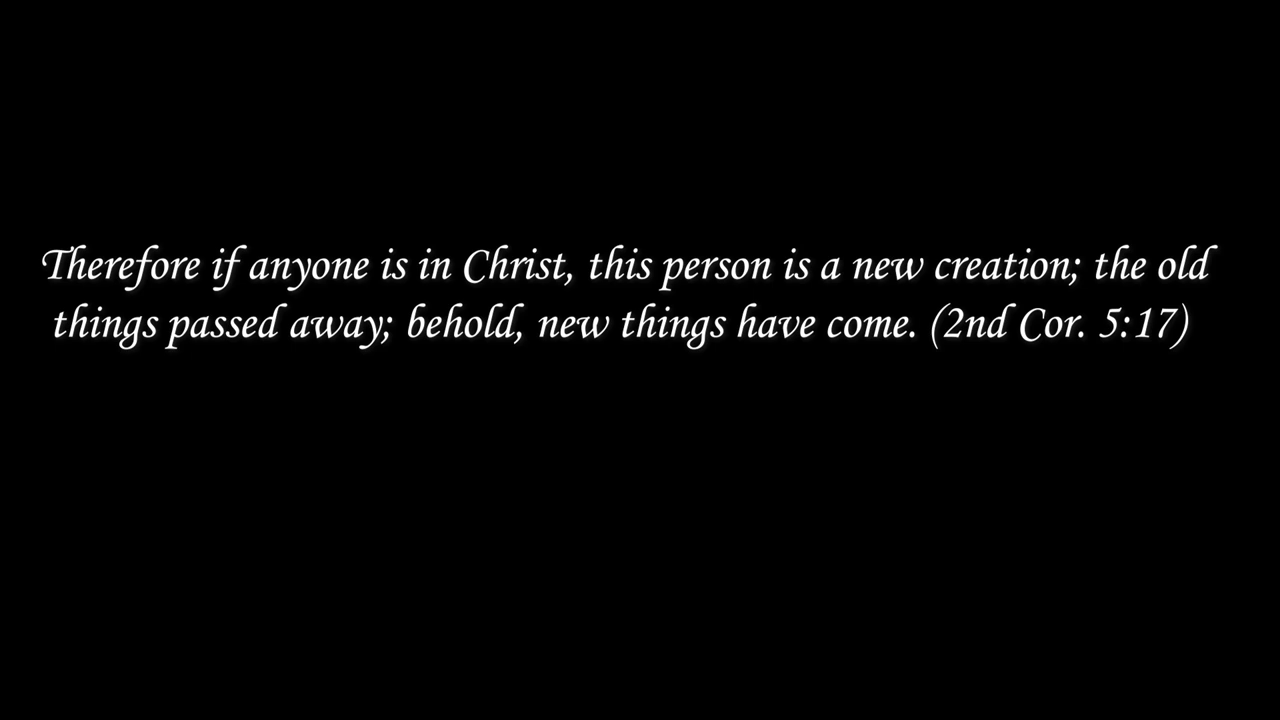 Therefore if anyone is in Christ, this person is a new creation; the old
things passed away; behold, new things have come. (2nd Cor. 5:17)